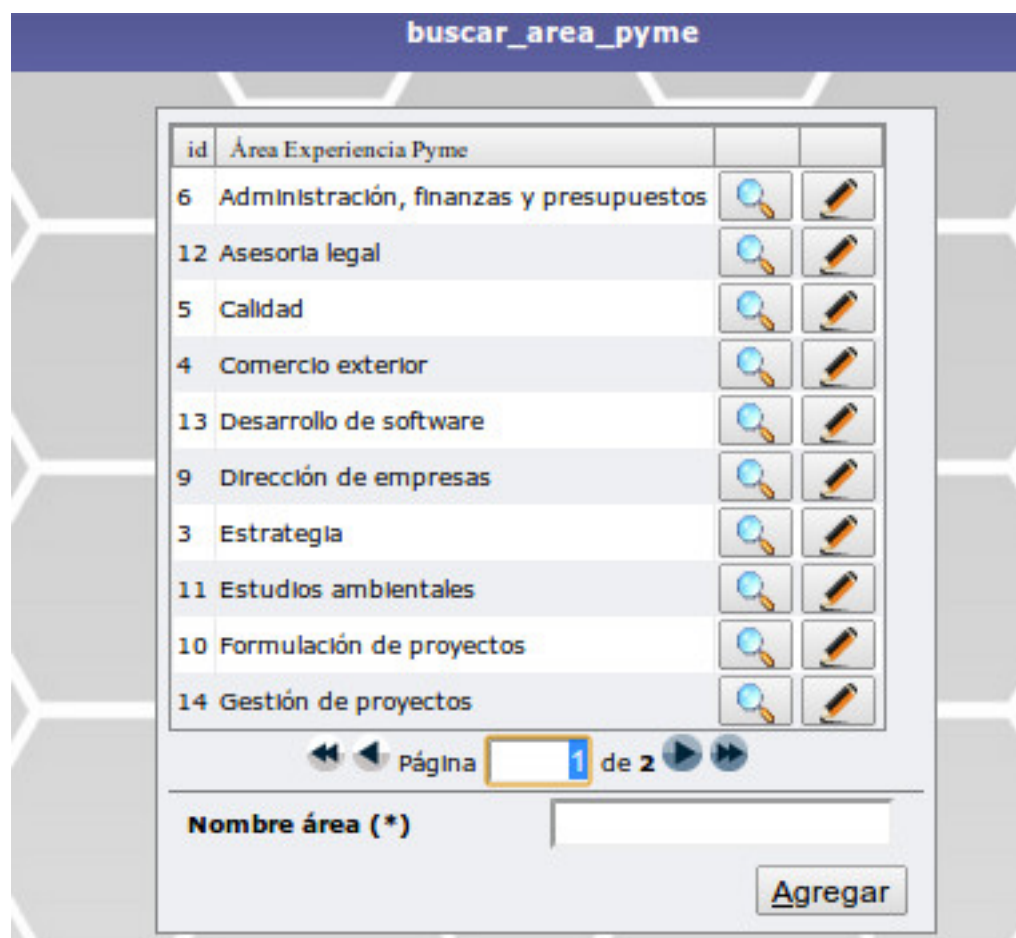 buscar_area_pyme
id Área Experiencia Pyme
6 Administración, finanzas y presupuestos
12 Asesoria legal
5 Calidad
4 Comercio exterior
13 Desarrollo de software
9 Dirección de empresas
3 Estrategia
11 Estudios ambientales
10 Formulación de proyectos
14 Gestión de proyectos
Página 1 de 2
Nombre área (*)
Agregar